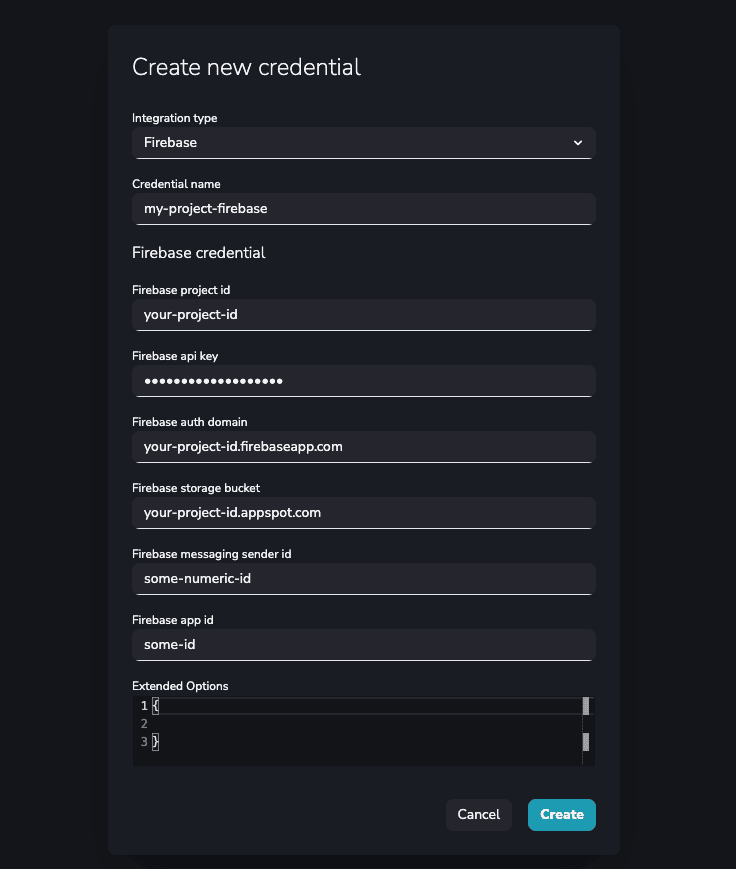 Create new credential
Integration type
Firebase
Credential name
my-project-firebase
Firebase credential
Firebase project id
your-project-id
Firebase api key
•••••••••••••••••••
Firebase auth domain
your-project-id.firebaseapp.com
Firebase storage bucket
your-project-id.appspot.com
Firebase messaging sender id
some-numeric-id
Firebase app id
some-id
Extended Options
1 {
2
3 }
Cancel Create